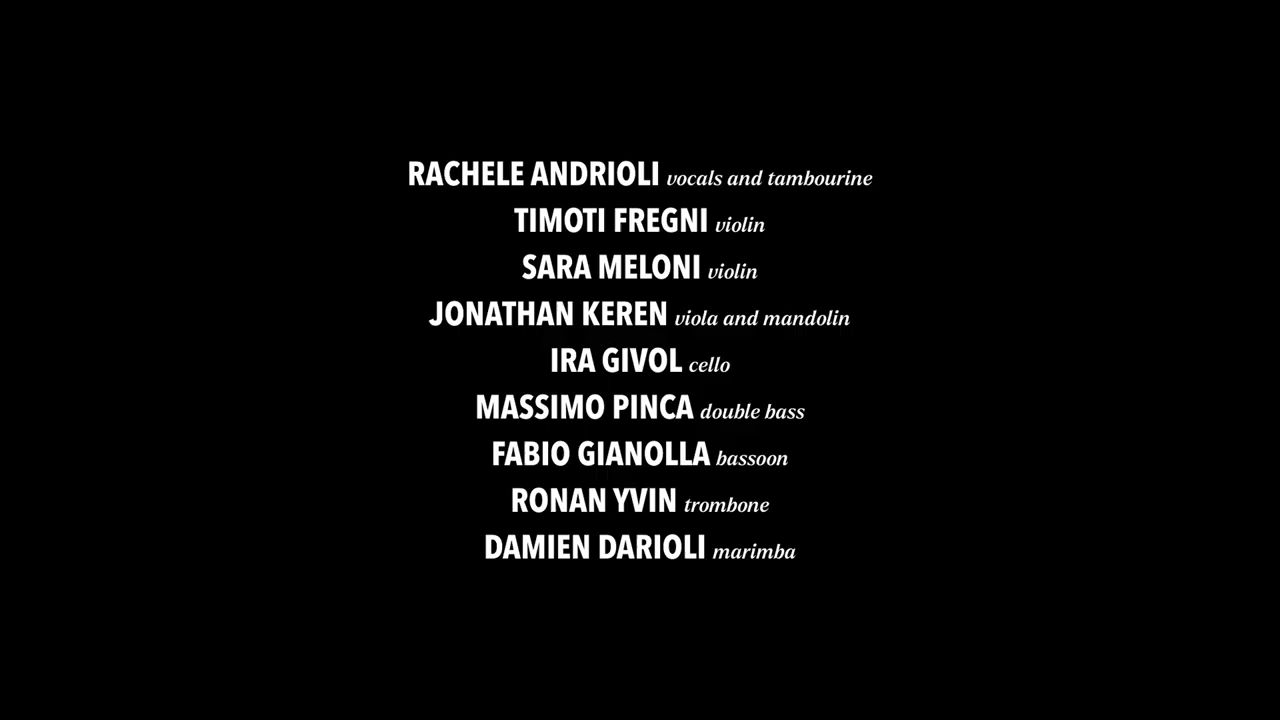 RACHELE ANDRIOLI vocals and tambourine
TIMOTI FREGNI violin
SARA MELONI violin
JONATHAN KEREN viola and mandolin
IRA GIVOL cello
MASSIMO PINCA double bass
FABIO GIANOLLA bassoon
RONAN YVIN trombone
DAMIEN DARIOLI marimba